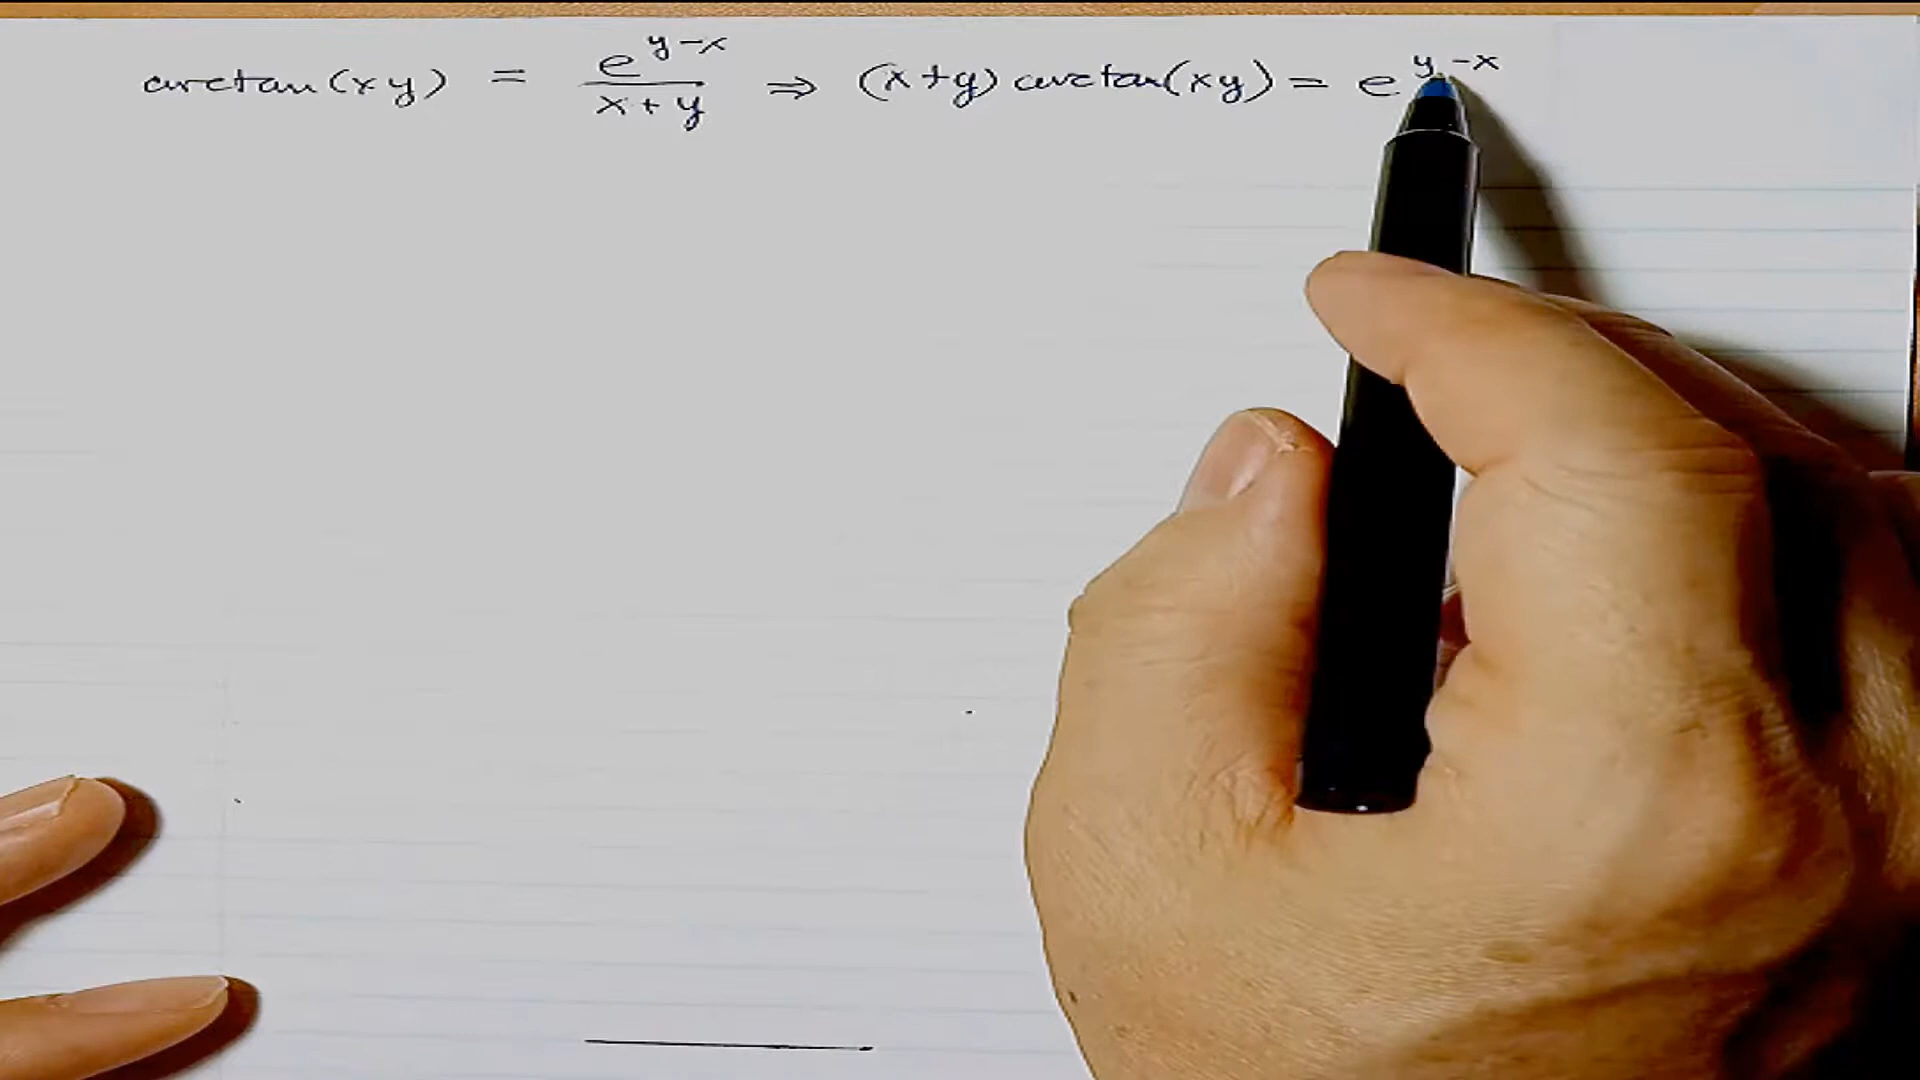 arctan(xy) = e^{y-x}/(x+y) ⇒ (x+y) arctan(xy) = e^{y-x}